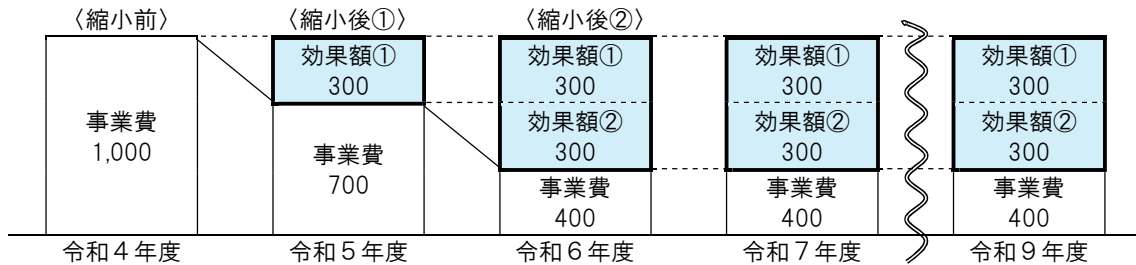 〈縮小前〉
〈縮小後①〉
〈縮小後②〉
事業費
1,000
効果額①
300
事業費
700
効果額①
300
効果額②
300
事業費
400
効果額①
300
効果額②
300
事業費
400
効果額①
300
効果額②
300
事業費
400
令和４年度
令和５年度
令和６年度
令和７年度
令和９年度